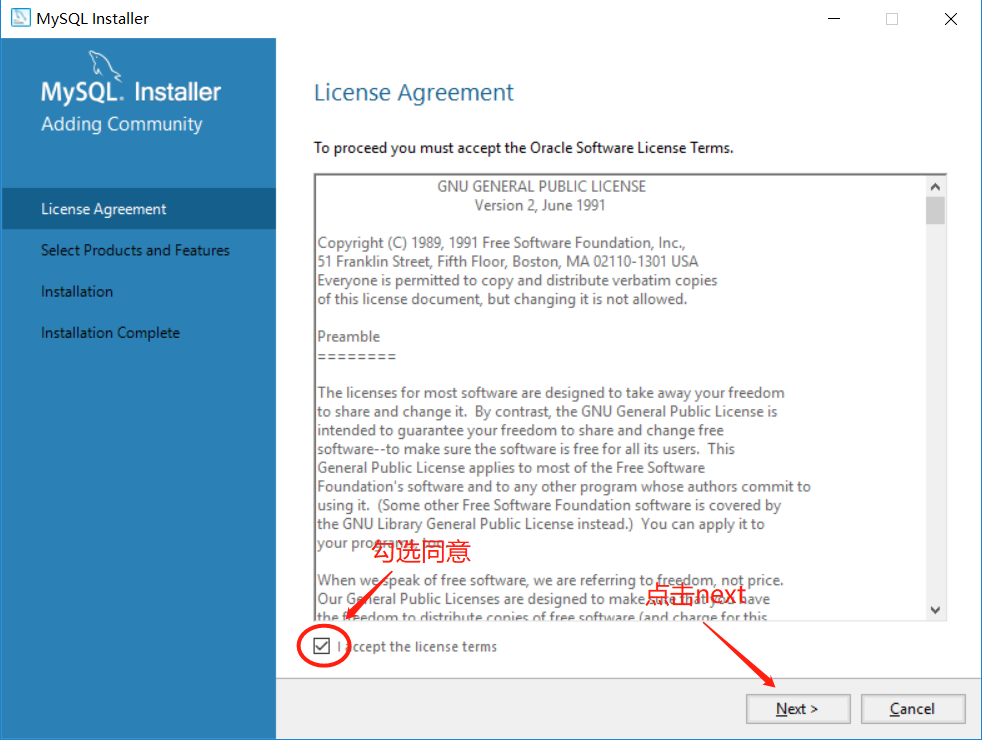 MySQL Installer
MySQL. Installer
Adding Community
License Agreement
Select Products and Features
Installation
Installation Complete
License Agreement
To proceed you must accept the Oracle Software License Terms.
GNU GENERAL PUBLIC LICENSE
Version 2, June 1991
Copyright (C) 1989, 1991 Free Software Foundation, Inc.,
51 Franklin Street, Fifth Floor, Boston, MA 02110-1301 USA
Everyone is permitted to copy and distribute verbatim copies
of this license document, but changing it is not allowed.
Preamble
========
The licenses for most software are designed to take away your freedom
to share and change it. By contrast, the GNU General Public License is
intended to guarantee your freedom to share and change free
software--to make sure the software is free for all its users. This
General Public License applies to most of the Free Software
Foundation's software and to any other program whose authors commit to
using it. (Some other Free Software Foundation software is covered by
the GNU Library General Public License instead.) You can apply it to
your programs, too.
勾选同意
When we speak of free software, we are referring to freedom, not price.
点击next
Our General Public Licenses are designed to make sure that you have
the freedom to distribute copies of free software (and charge for this
I accept the license terms
Next >
Cancel